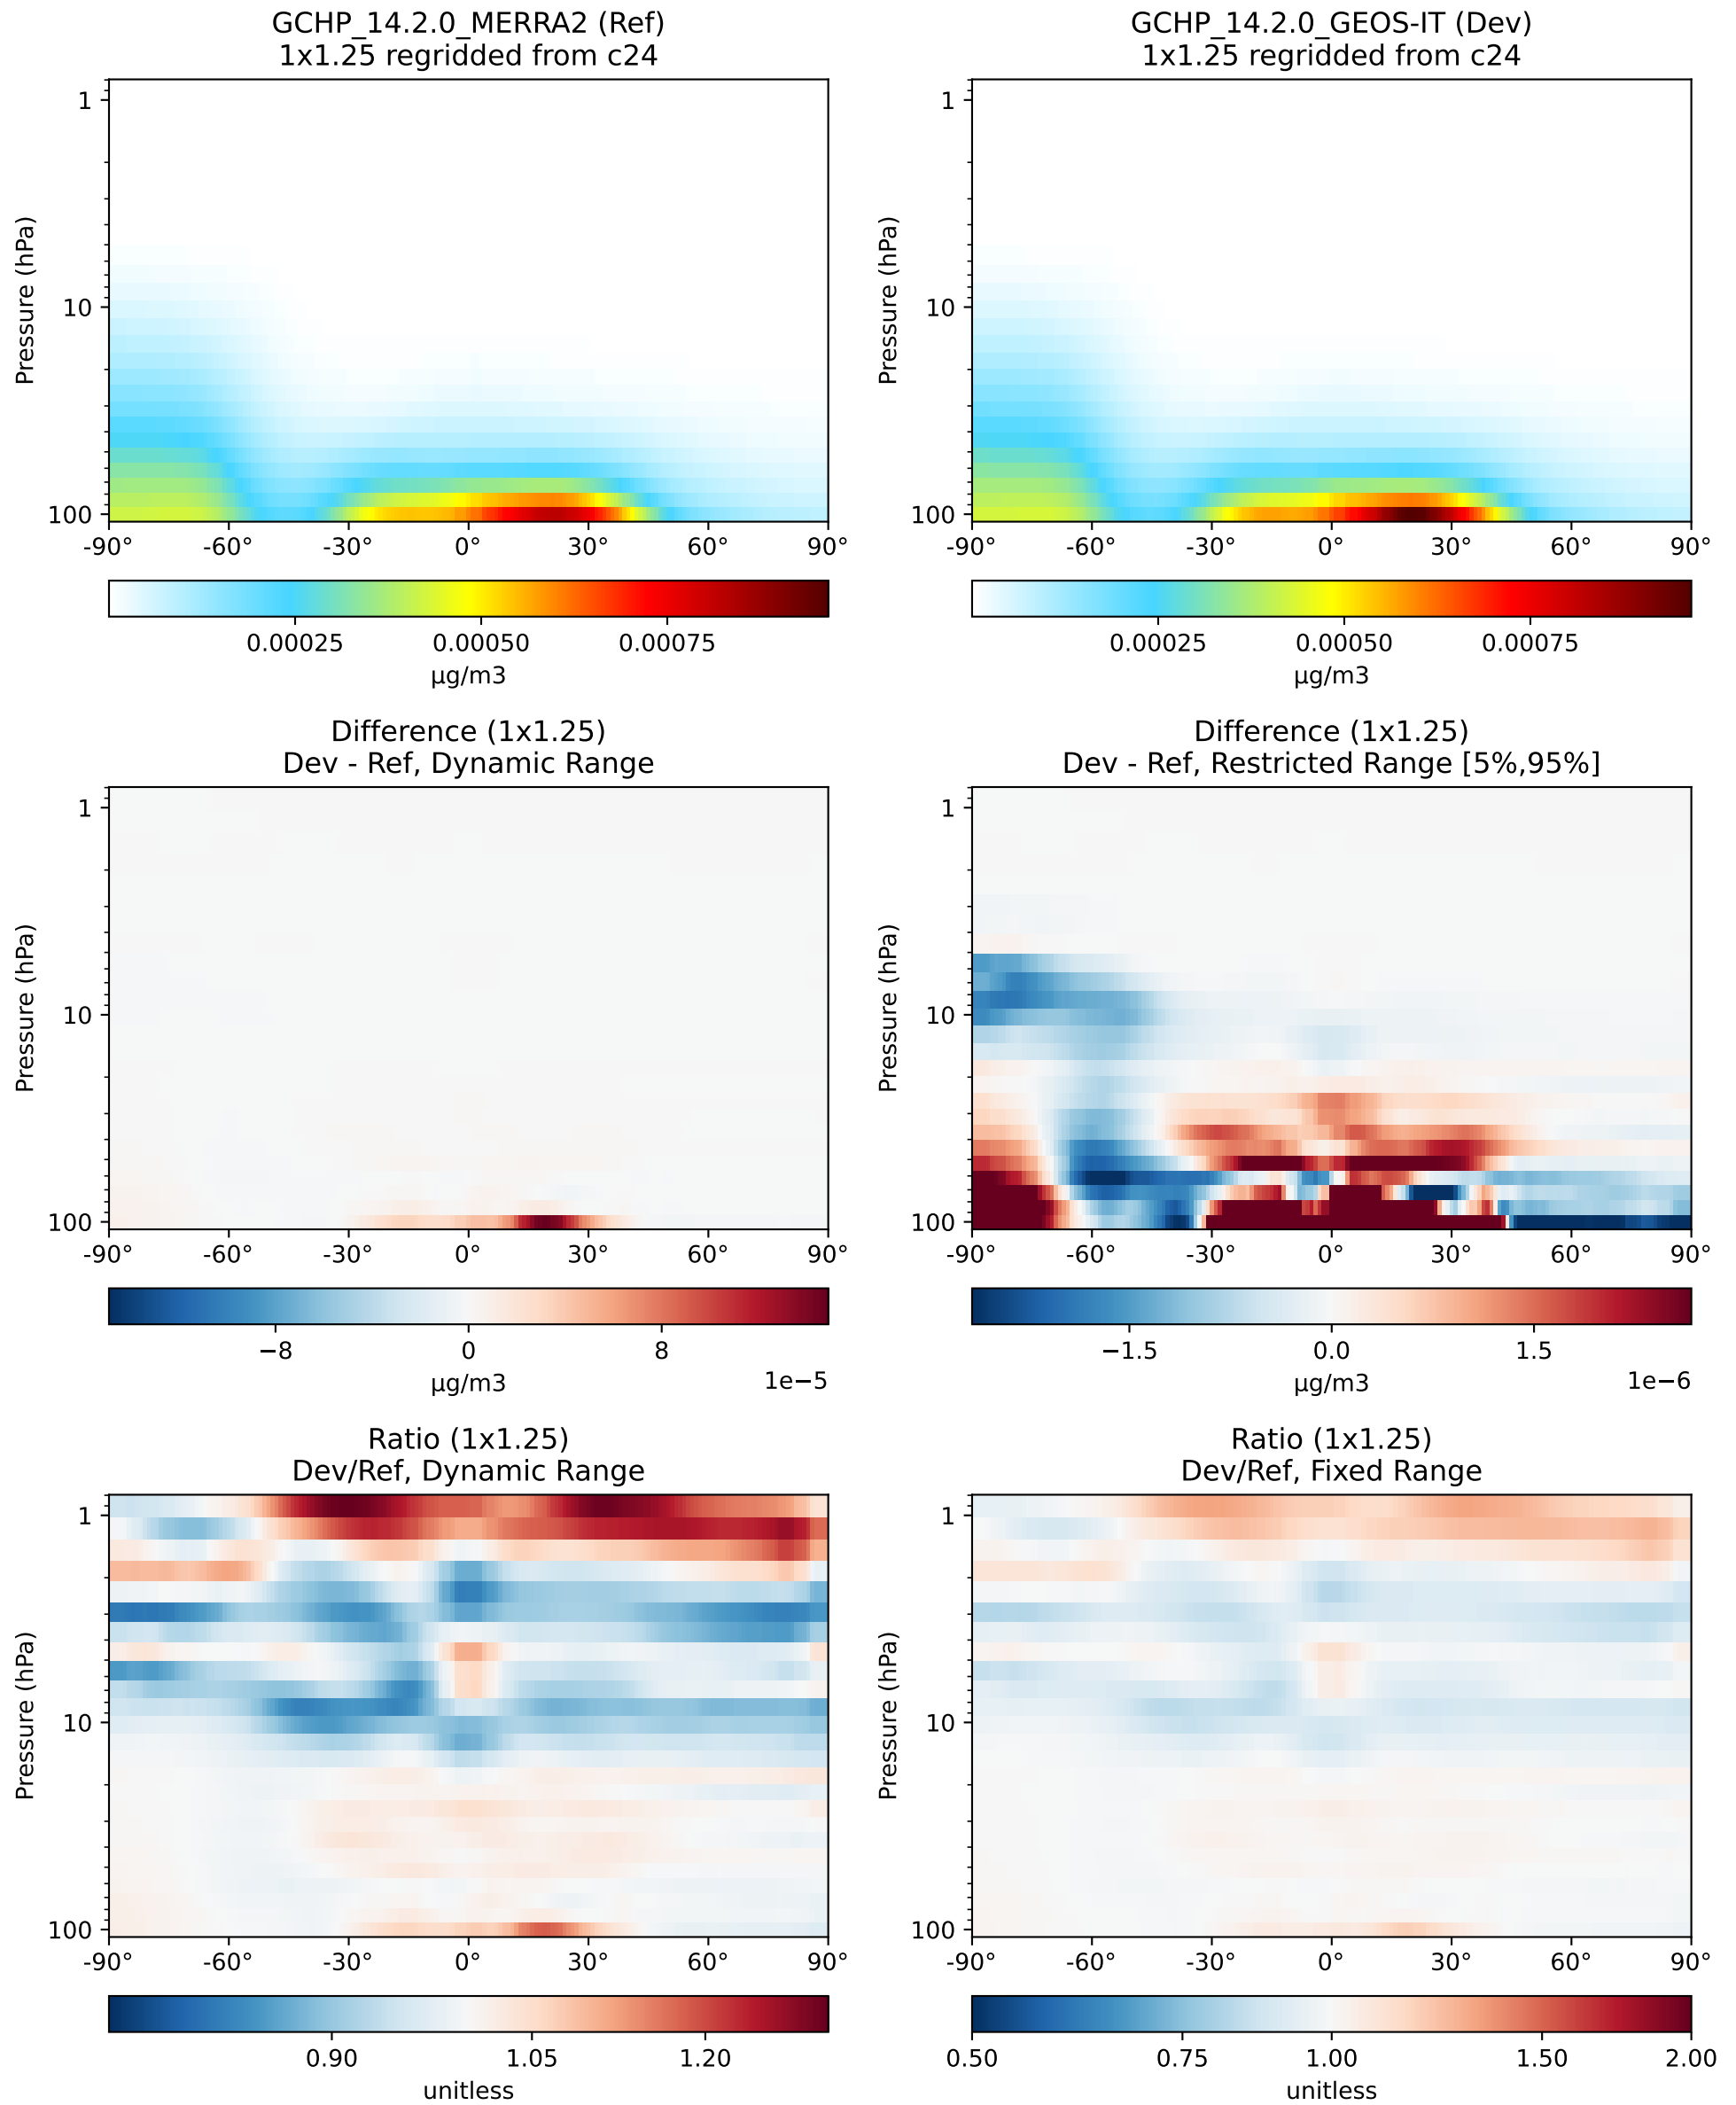 GCHP_14.2.0_MERRA2 (Ref)
1x1.25 regridded from c24
Pressure (hPa)
1
10
100
-90° -60° -30° 0° 30° 60° 90°
0.00025 0.00050 0.00075
µg/m3
GCHP_14.2.0_GEOS-IT (Dev)
1x1.25 regridded from c24
Pressure (hPa)
1
10
100
-90° -60° -30° 0° 30° 60° 90°
0.00025 0.00050 0.00075
µg/m3
Difference (1x1.25)
Dev - Ref, Dynamic Range
Pressure (hPa)
1
10
100
-90° -60° -30° 0° 30° 60° 90°
−8 0 8
µg/m3
1e−5
Difference (1x1.25)
Dev - Ref, Restricted Range [5%,95%]
Pressure (hPa)
1
10
100
-90° -60° -30° 0° 30° 60° 90°
−1.5 0.0 1.5
µg/m3
1e−6
Ratio (1x1.25)
Dev/Ref, Dynamic Range
Pressure (hPa)
1
10
100
-90° -60° -30° 0° 30° 60° 90°
0.90 1.05 1.20
unitless
Ratio (1x1.25)
Dev/Ref, Fixed Range
Pressure (hPa)
1
10
100
-90° -60° -30° 0° 30° 60° 90°
0.50 0.75 1.00 1.50 2.00
unitless